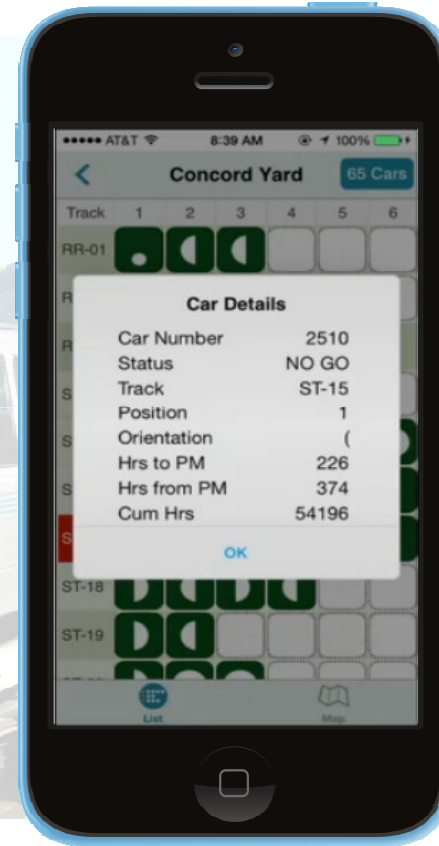 AT&T 8:39 AM 100%
Concord Yard 65 Cars
Track 1 2 3 4 5 6
RR-01
R
R
S
S
S
S
Car Details
Car Number 2510
Status NO GO
Track ST-15
Position 1
Orientation (
Hrs to PM 226
Hrs from PM 374
Cum Hrs 54196
OK
ST-18
ST-19
List Map